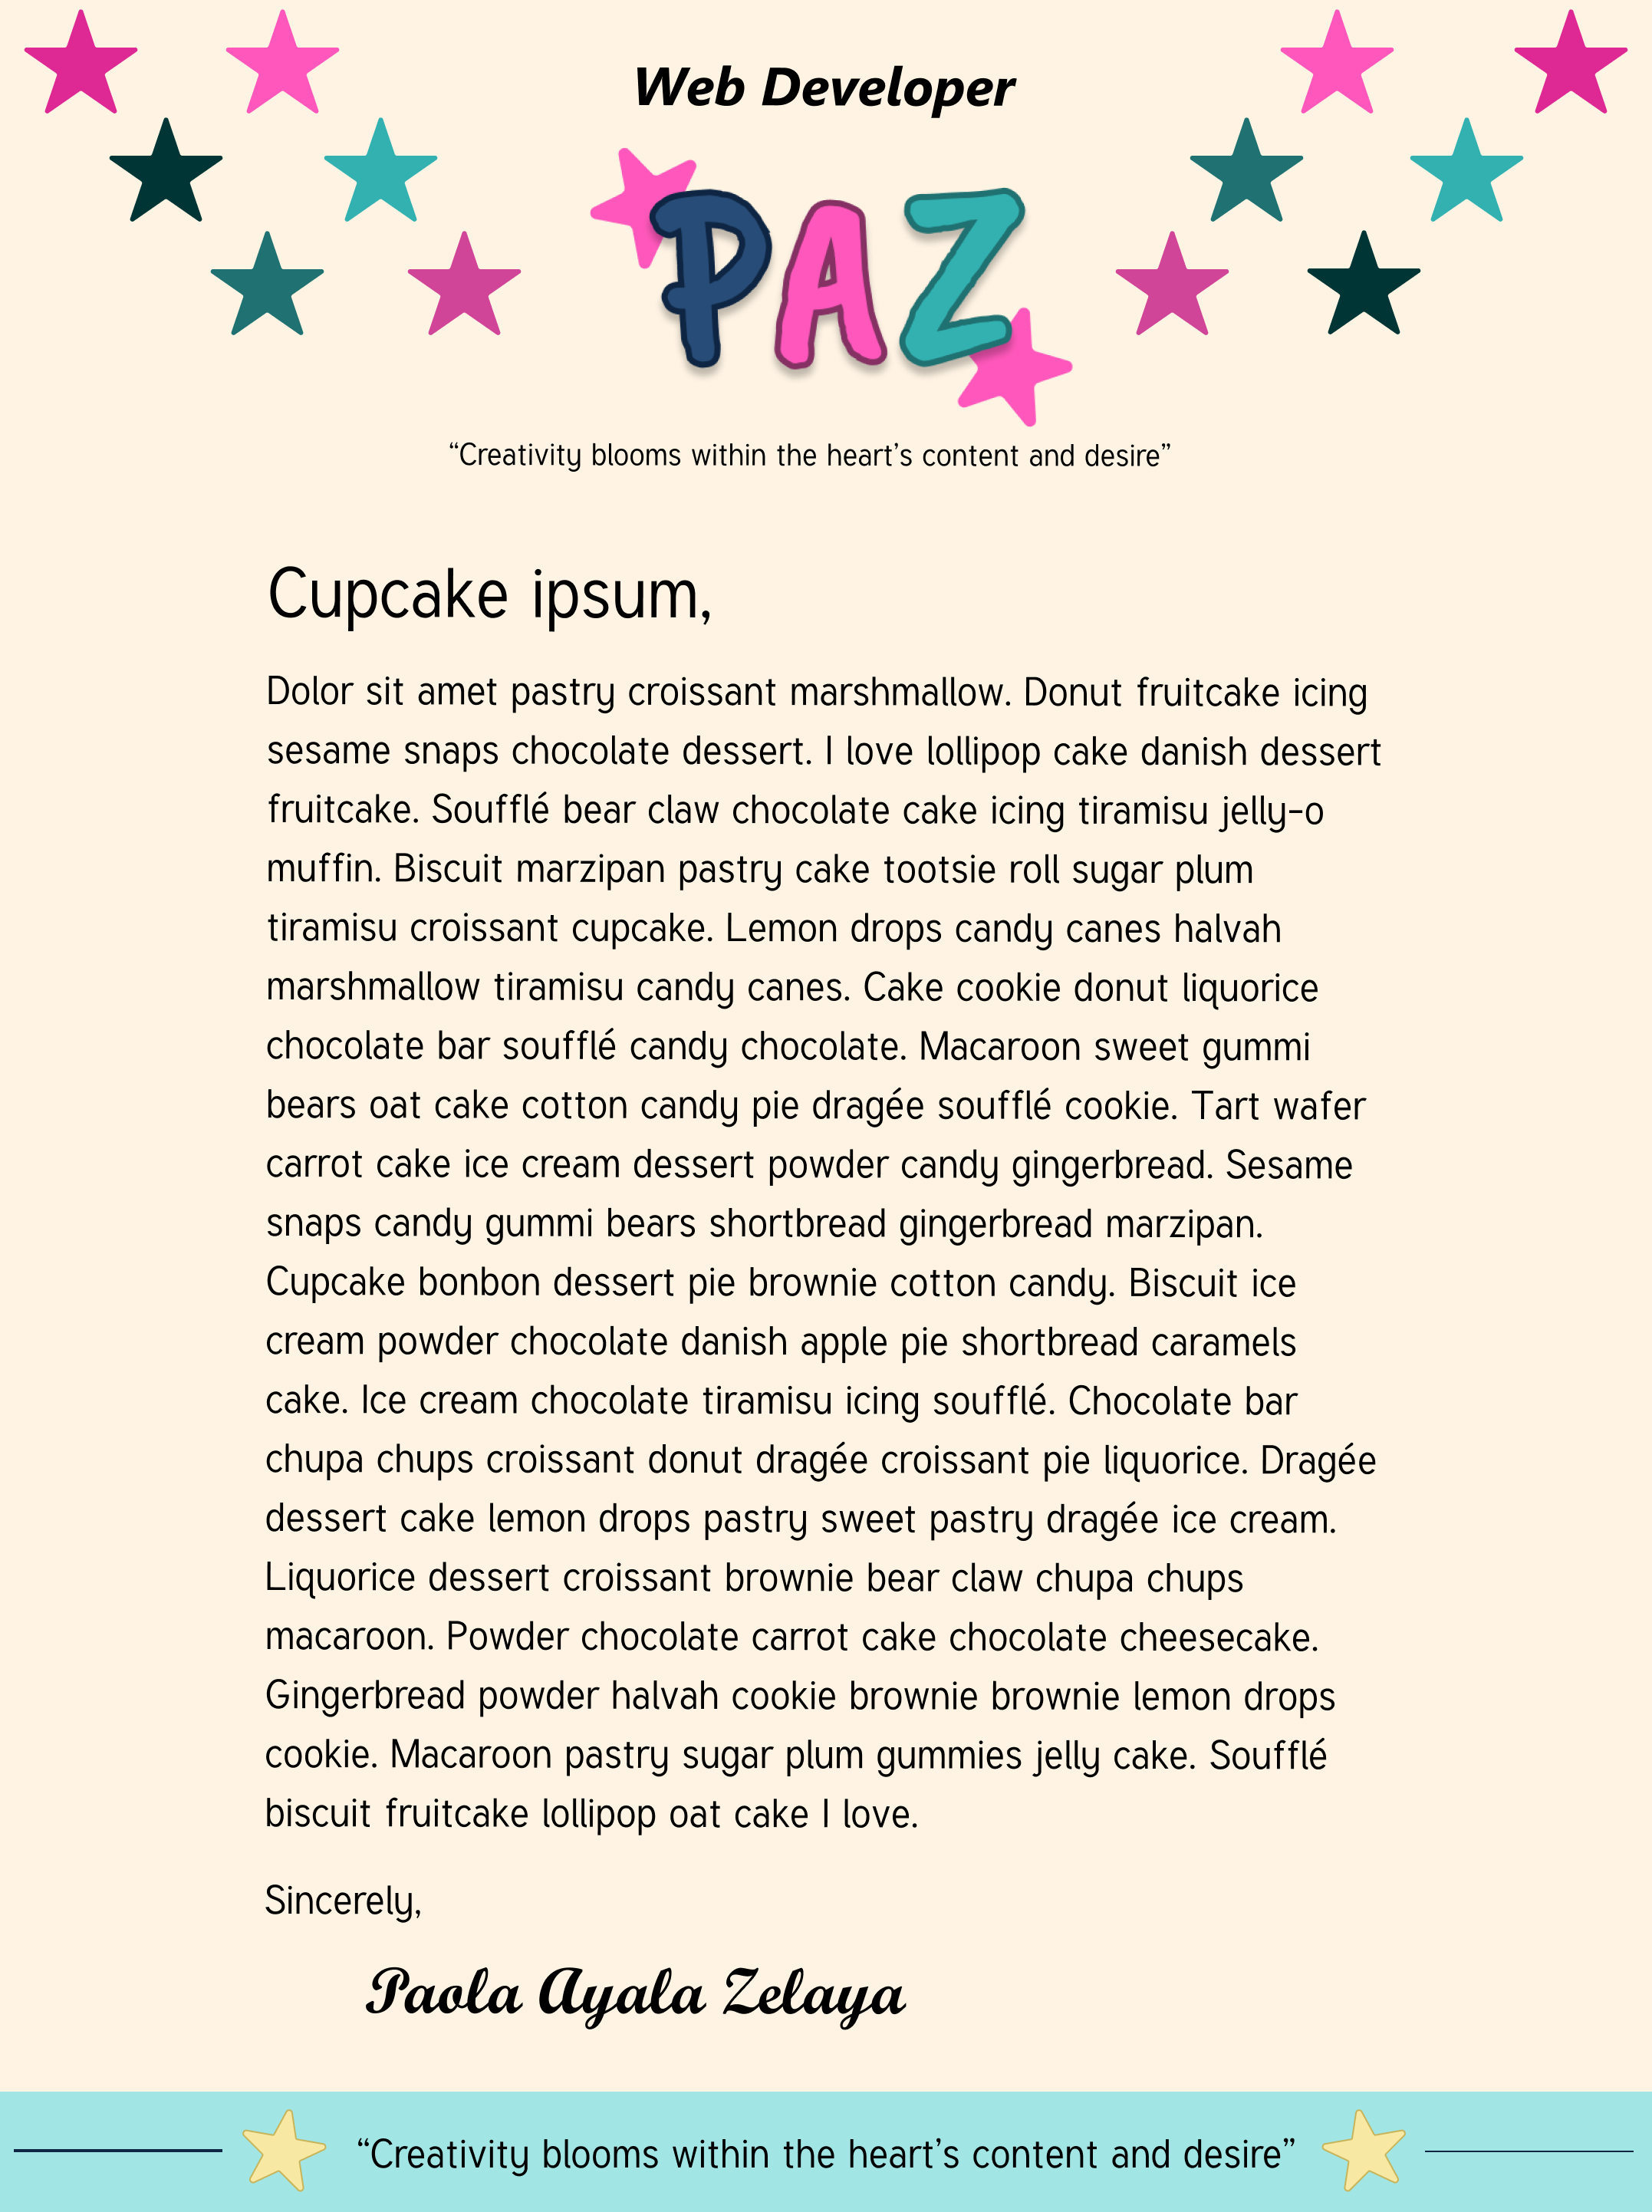 Web Developer
PAZ
“Creativity blooms within the heart’s content and desire”
Cupcake ipsum,
Dolor sit amet pastry croissant marshmallow. Donut fruitcake icing
sesame snaps chocolate dessert. I love lollipop cake danish dessert
fruitcake. Soufflé bear claw chocolate cake icing tiramisu jelly-o
muffin. Biscuit marzipan pastry cake tootsie roll sugar plum
tiramisu croissant cupcake. Lemon drops candy canes halvah
marshmallow tiramisu candy canes. Cake cookie donut liquorice
chocolate bar soufflé candy chocolate. Macaroon sweet gummi
bears oat cake cotton candy pie dragée soufflé cookie. Tart wafer
carrot cake ice cream dessert powder candy gingerbread. Sesame
snaps candy gummi bears shortbread gingerbread marzipan.
Cupcake bonbon dessert pie brownie cotton candy. Biscuit ice
cream powder chocolate danish apple pie shortbread caramels
cake. Ice cream chocolate tiramisu icing soufflé. Chocolate bar
chupa chups croissant donut dragée croissant pie liquorice. Dragée
dessert cake lemon drops pastry sweet pastry dragée ice cream.
Liquorice dessert croissant brownie bear claw chupa chups
macaroon. Powder chocolate carrot cake chocolate cheesecake.
Gingerbread powder halvah cookie brownie brownie lemon drops
cookie. Macaroon pastry sugar plum gummies jelly cake. Soufflé
biscuit fruitcake lollipop oat cake I love.
Sincerely,
Paola Ayala Zelaya
“Creativity blooms within the heart’s content and desire”